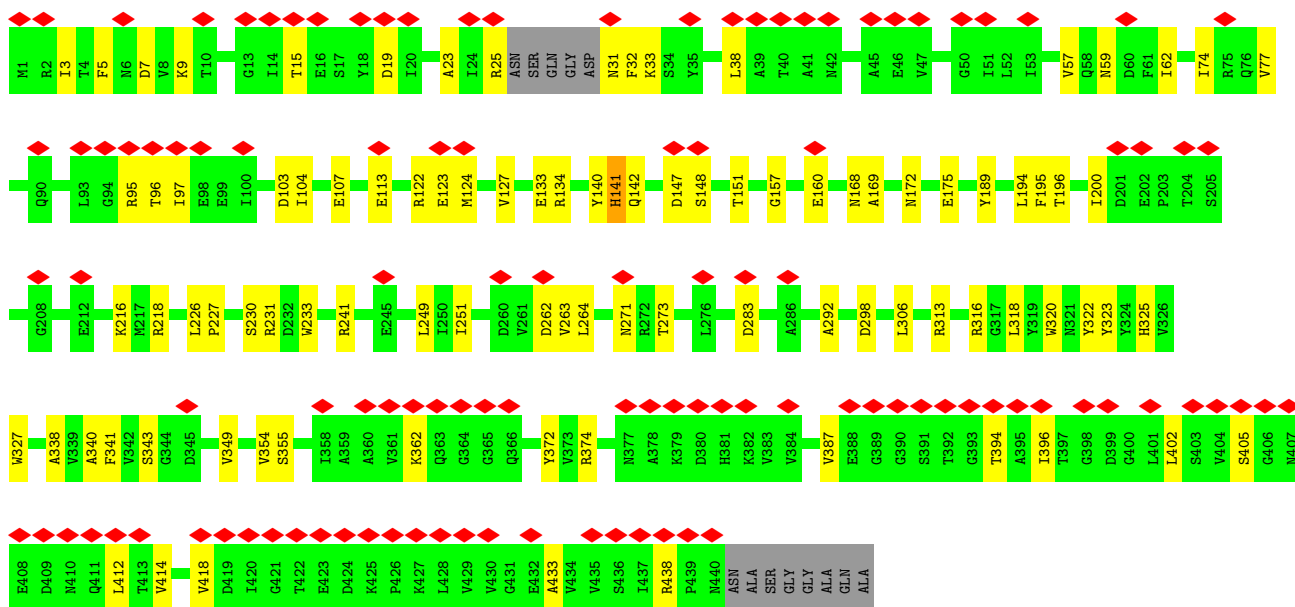 M1 R2 I3 T4 F5 N6 D7 V8 K9 T10 G13 I14 T15 E16 S17 Y18 D19 I20 A23 I24 R25 ASN SER GLN GLY ASP N31 F32 K33 S34 Y35 L38 A39 T40 A41 N42 A45 E46 V47 G50 I51 L52 I53 V57 Q58 N59 D60 F61 I62 I74 R75 Q76 V77
Q90 L93 G94 R95 T96 I97 E98 E99 I100 D103 I104 E107 E113 R122 E123 M124 V127 E133 R134 Y140 H141 Q142 D147 S148 T151 G157 E160 N168 A169 N172 E175 Y189 L194 F195 T196 I200 D201 E202 P203 T204 S205
G208 E212 K216 M217 R218 L226 P227 S230 R231 D232 W233 R241 E245 L249 I250 I251 D260 V261 D262 V263 L264 N271 R272 T273 L276 D283 A286 A292 D298 L306 R313 R316 G317 L318 Y319 W320 N321 Y322 Y323 Y324 H325 V326
W327 A338 V339 A340 F341 V342 S343 G344 D345 V349 V354 S355 I358 A359 A360 V361 K362 Q363 G364 G365 Q366 Y372 V373 R374 N377 A378 K379 D380 H381 K382 V383 V384 V387 E388 G389 G390 S391 T392 G393 T394 A395 I396 T397 G398 D399 G400 L401 L402 S403 V404 S405 G406 N407
E408 D409 N410 Q411 L412 T413 V414 V418 D419 I420 G421 T422 E423 D424 K425 P426 K427 L428 V429 V430 G431 E432 A433 V434 V435 S436 I437 R438 P439 N440 ASN ALA SER GLY GLY ALA GLN ALA